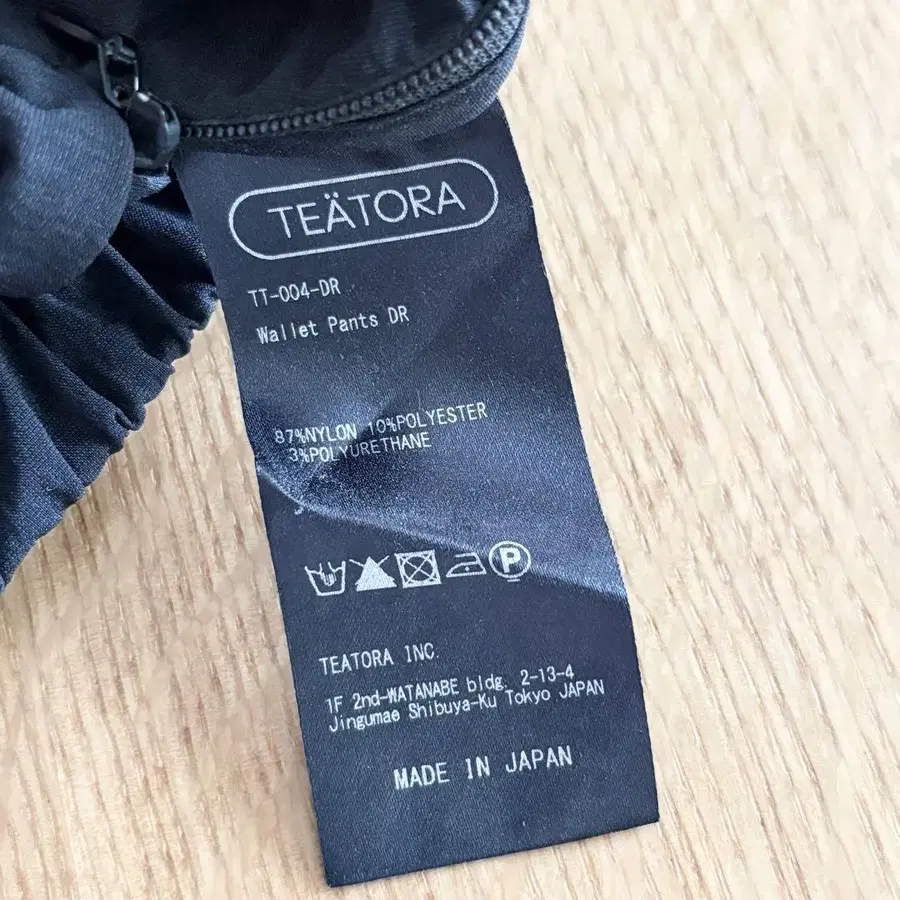 TEÄTORA
TT-004-DR
Wallet Pants DR
87%NYLON 10%POLYESTER
3%POLYURETHANE
P
TEATORA INC.
1F 2nd-WATANABE bldg. 2-13-4
Jingumae Shibuya-Ku Tokyo JAPAN
MADE IN JAPAN